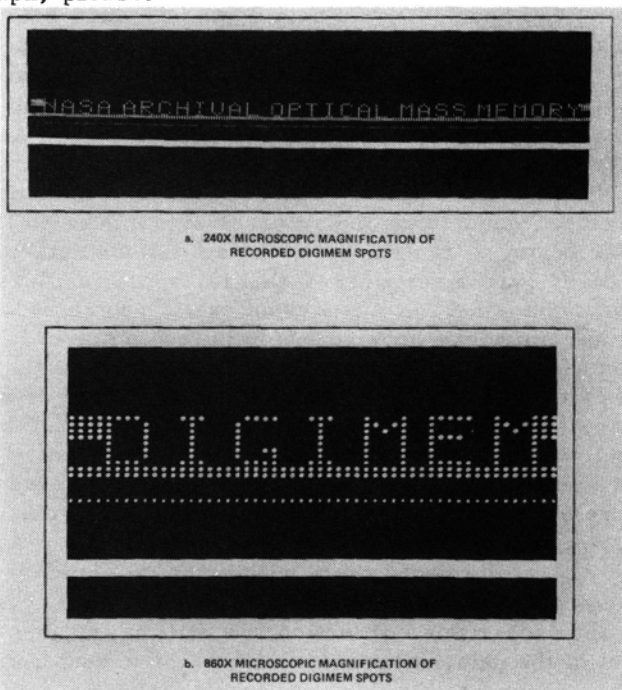 NASA ARCHIVAL OPTICAL MASS MEMORY
a. 240X MICROSCOPIC MAGNIFICATION OF
RECORDED DIGIMEM SPOTS
DIGIMEM
b. 860X MICROSCOPIC MAGNIFICATION OF
RECORDED DIGIMEM SPOTS